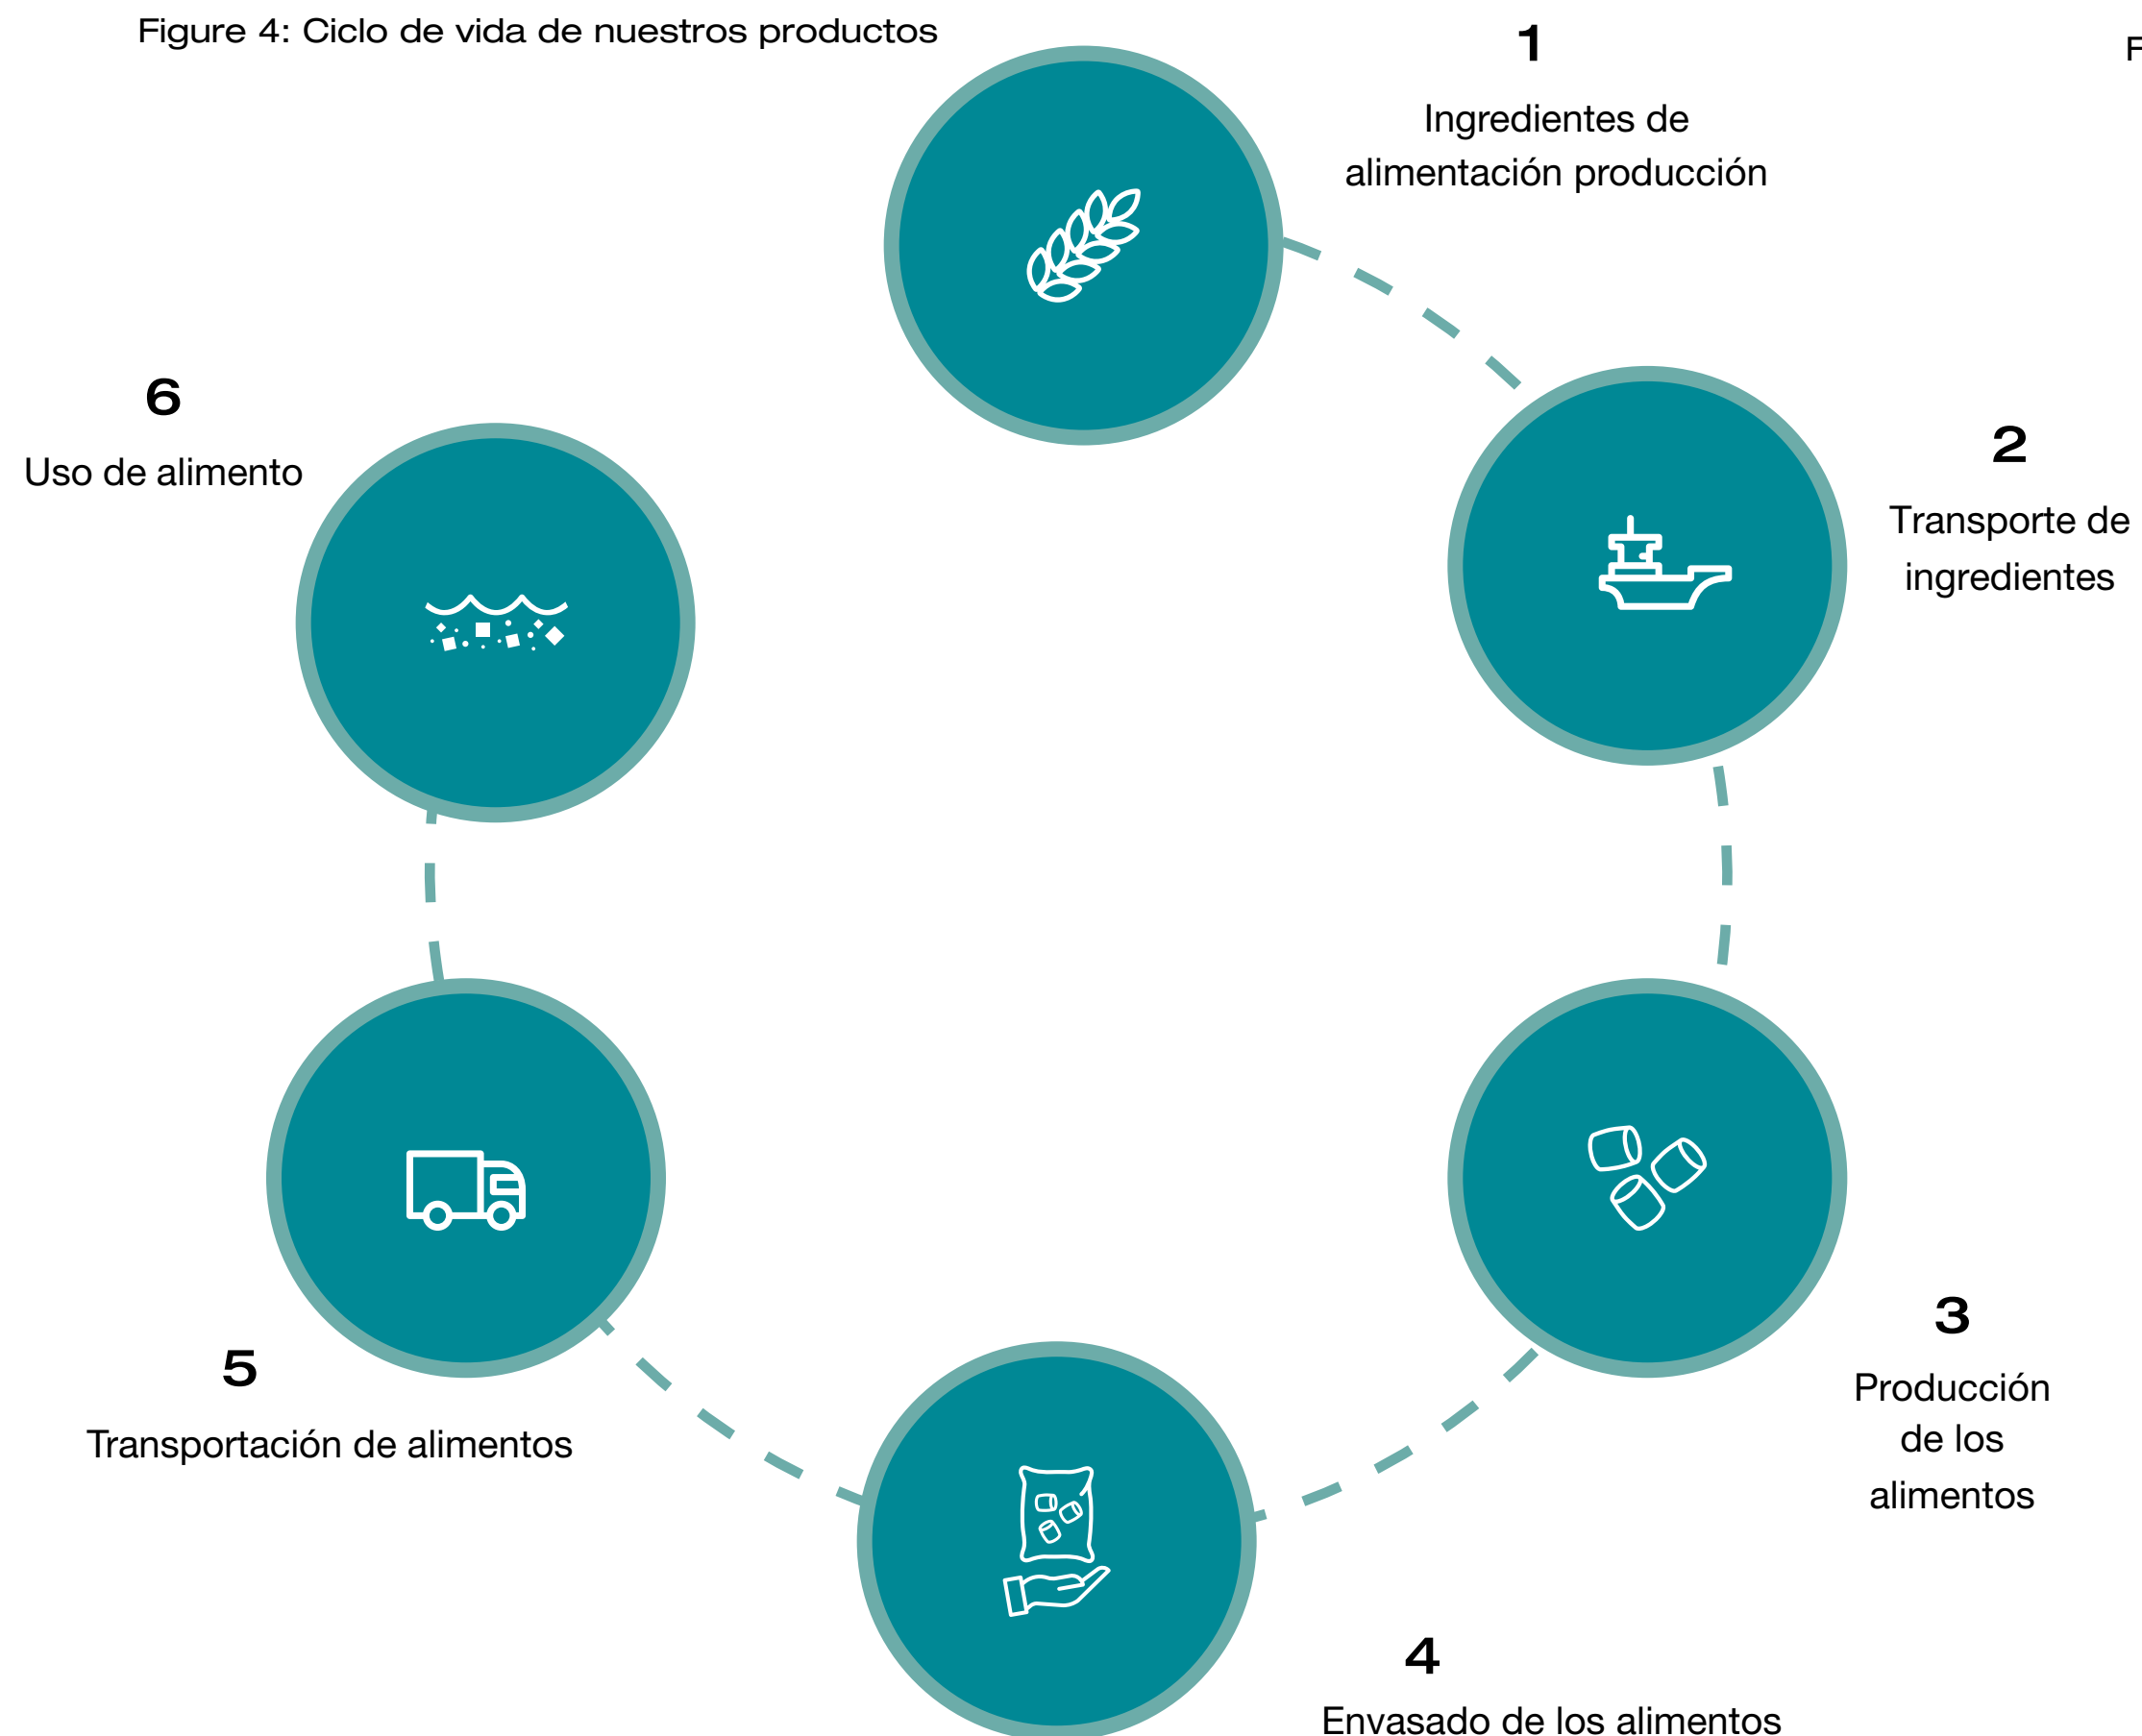 Figure 4: Ciclo de vida de nuestros productos
1
Ingredientes de
alimentación producción
2
Transporte de
ingredientes
3
Producción
de los
alimentos
4
Envasado de los alimentos
5
Transportación de alimentos
6
Uso de alimento